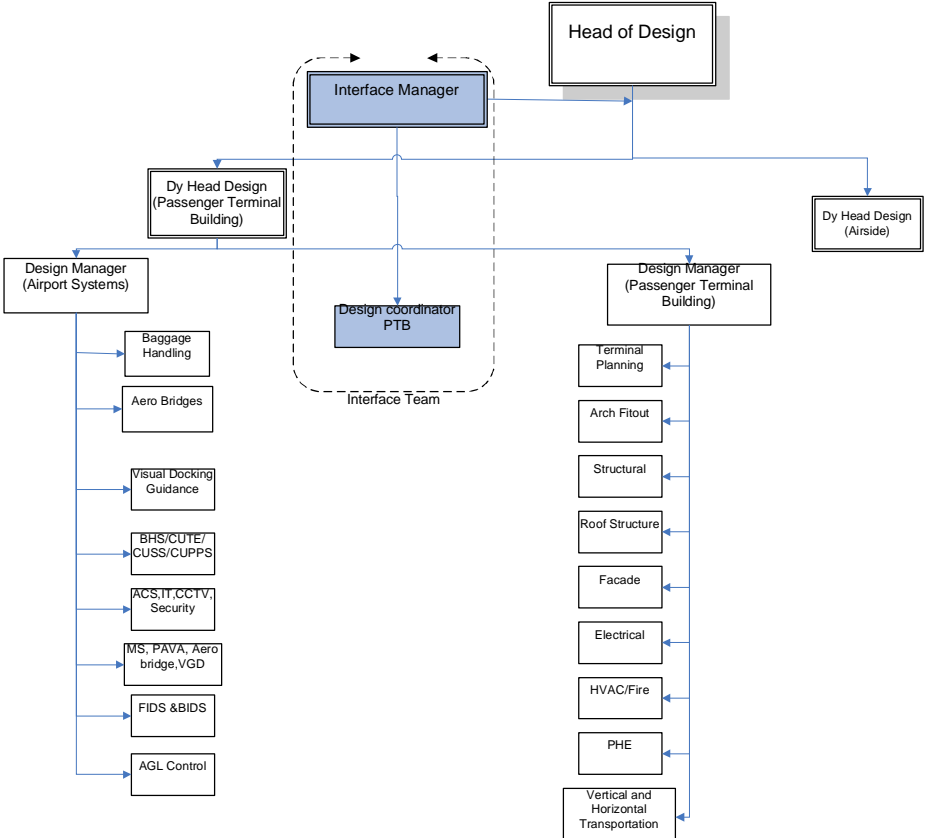 Head of Design
Interface Manager
Dy Head Design
(Passenger Terminal
Building)
Dy Head Design
(Airside)
Design Manager
(Airport Systems)
Design Manager
(Passenger Terminal
Building)
Design coordinator
PTB
Interface Team
Baggage
Handling
Aero Bridges
Visual Docking
Guidance
BHS/CUTE/
CUSS/CUPPS
ACS,IT,CCTV,
Security
MS, PAVA, Aero
bridge,VGD
FIDS &BIDS
AGL Control
Terminal
Planning
Arch Fitout
Structural
Roof Structure
Facade
Electrical
HVAC/Fire
PHE
Vertical and
Horizontal
Transportation